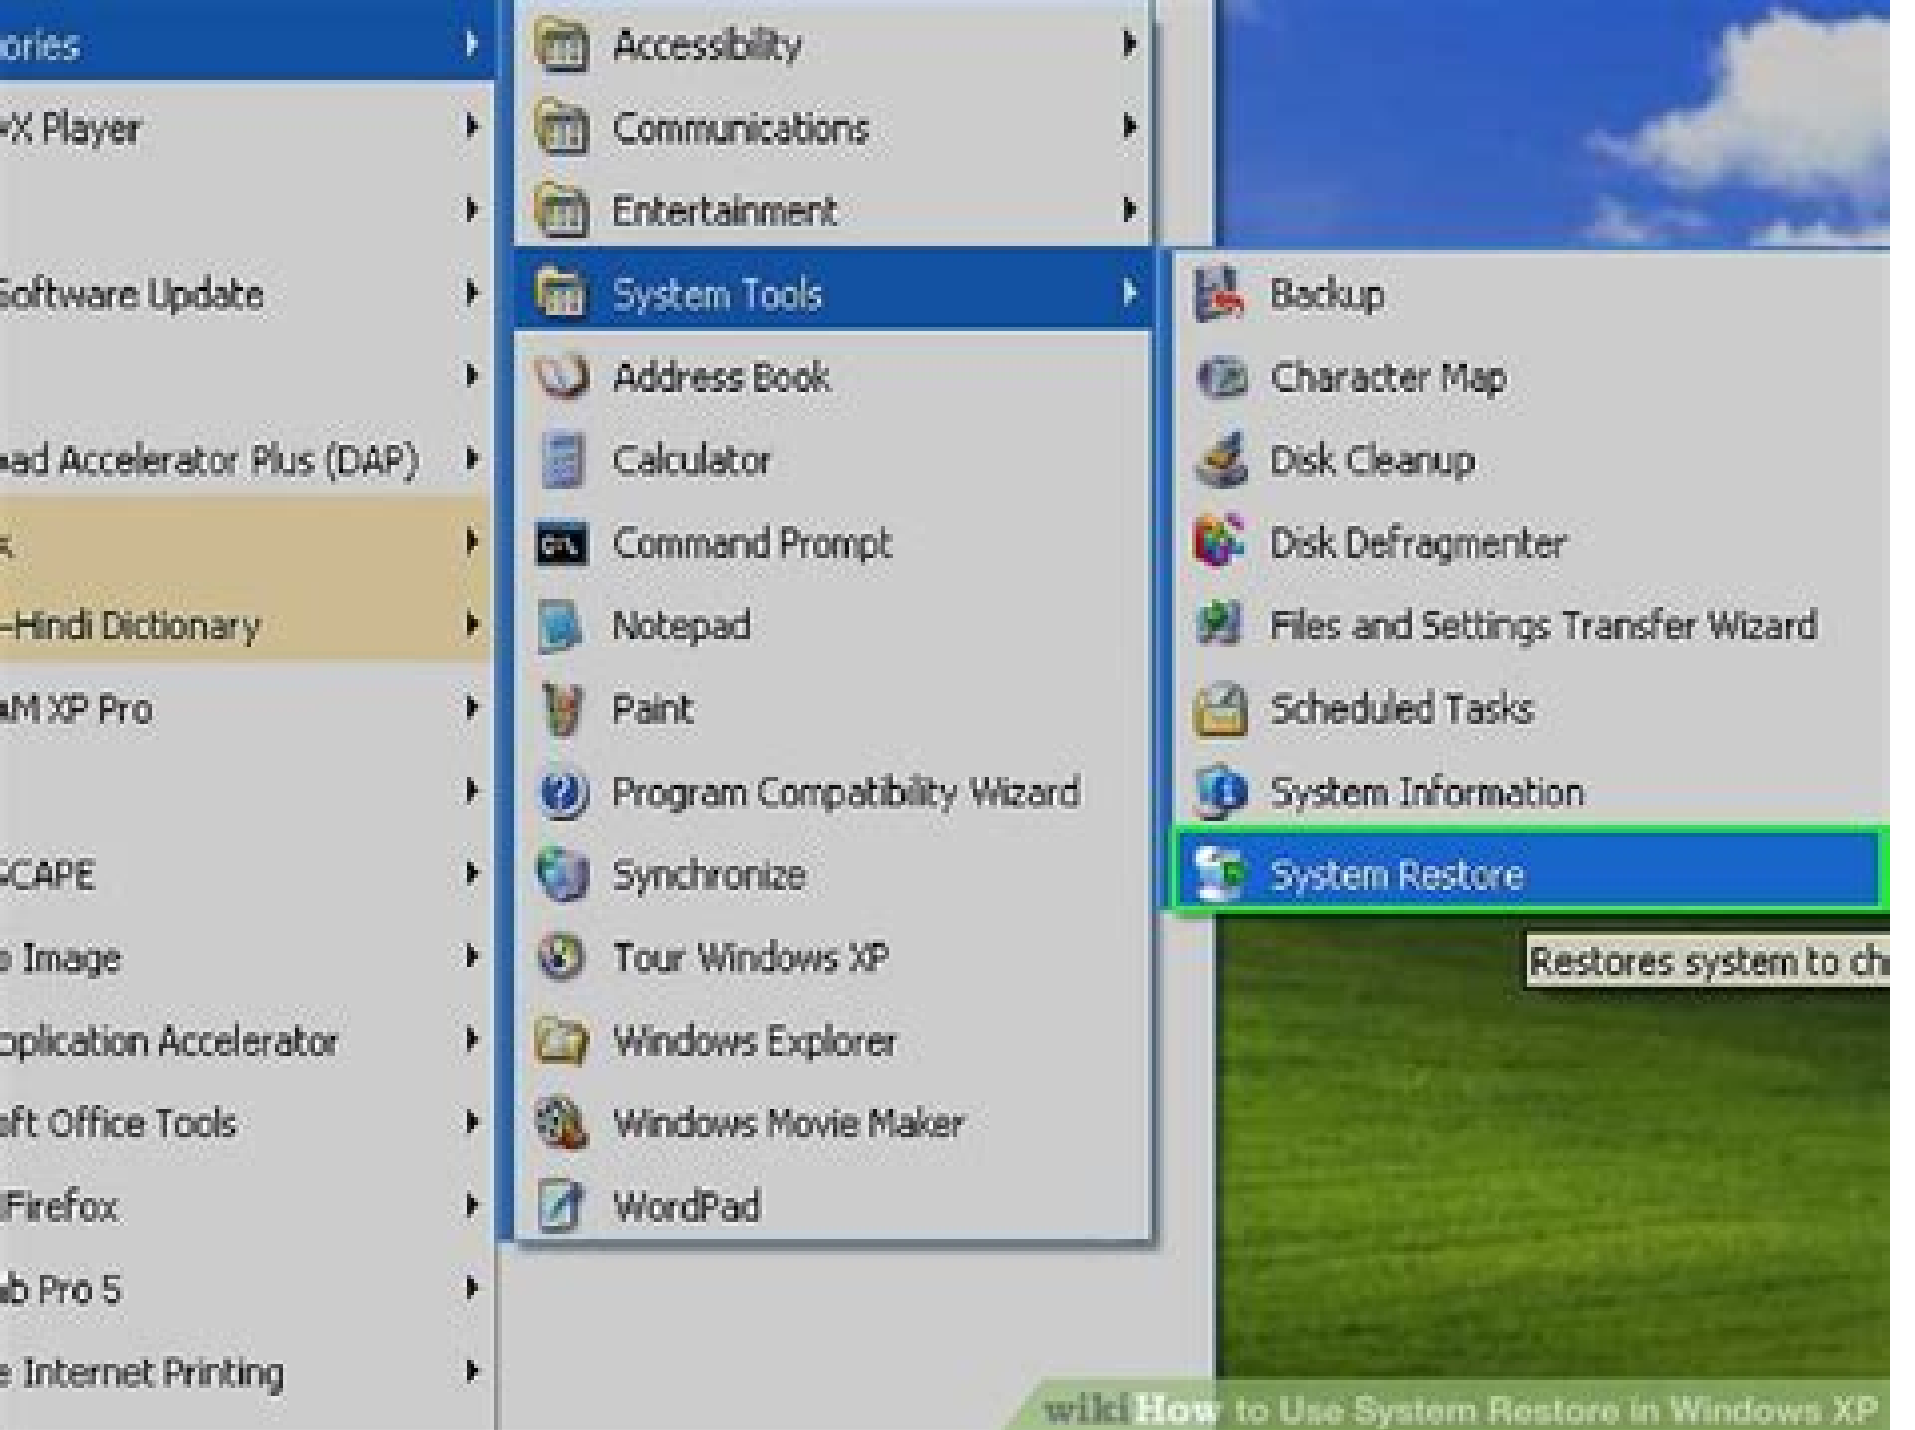 ories
X Player
Software Update
ad Accelerator Plus (DAP)
-Hindi Dictionary
M XP Pro
CAPE
Image
pplication Accelerator
oft Office Tools
Firefox
ab Pro 5
e Internet Printing
Accessibility
Communications
Entertainment
System Tools
Address Book
Calculator
Command Prompt
Notepad
Paint
Program Compatibility Wizard
Synchronize
Tour Windows XP
Windows Explorer
Windows Movie Maker
WordPad
Backup
Character Map
Disk Cleanup
Disk Defragmenter
Files and Settings Transfer Wizard
Scheduled Tasks
System Information
System Restore
Restores system to ch
wikiHow to Use System Restore in Windows XP